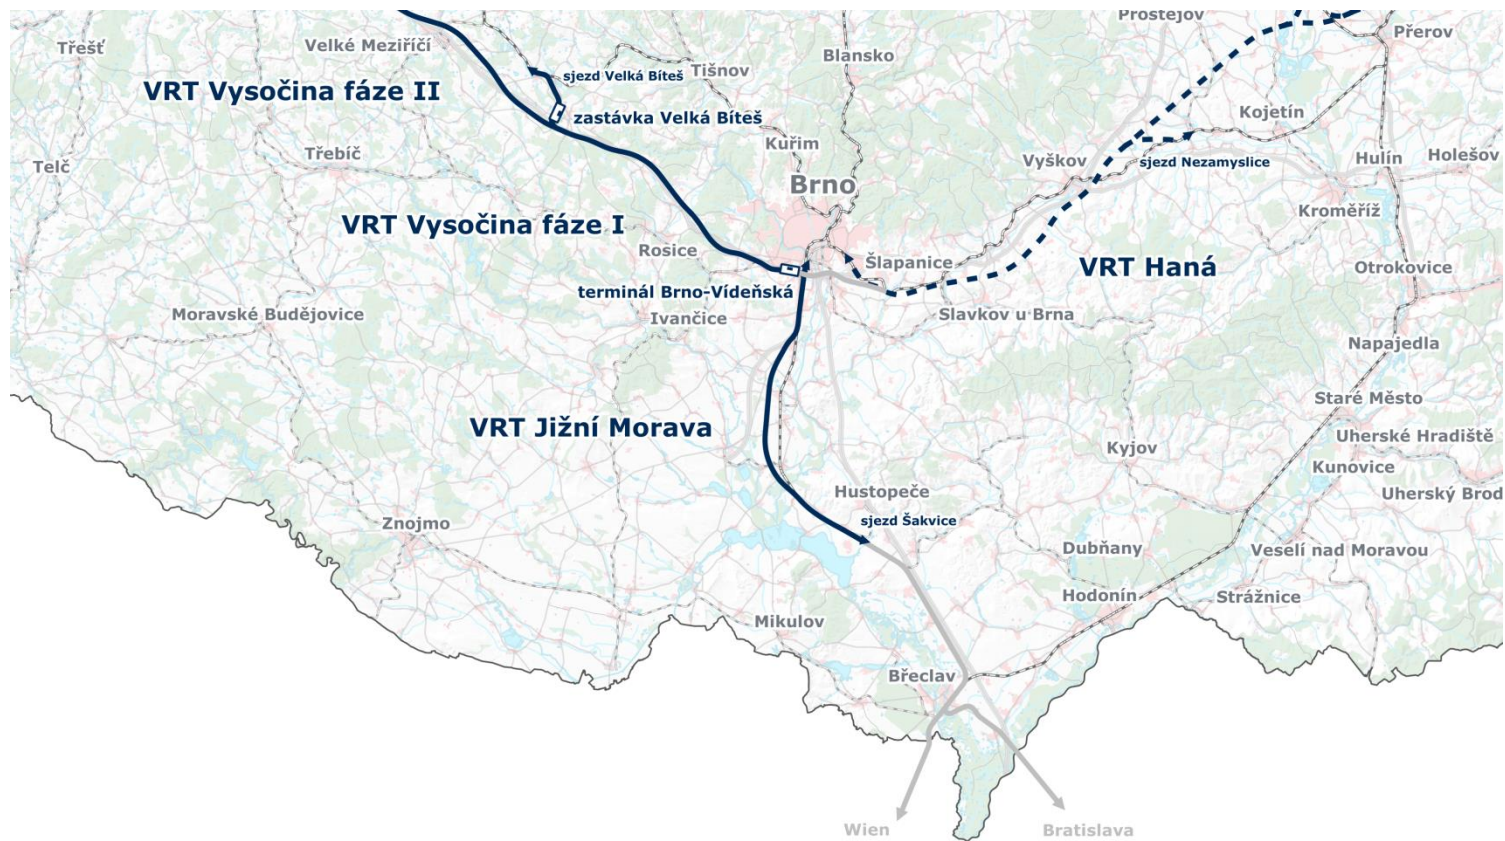 Prostějov
Přerov
Třešť
Velké Meziříčí
Blansko
Tišnov
sjezd Velká Bíteš
VRT Vysočina fáze II
zastávka Velká Bíteš
Kojetín
Kuřim
Telč
Třebíč
Vyškov
sjezd Nezamyslice
Hulín
Holešov
Brno
Kroměříž
VRT Vysočina fáze I
Rosice
Šlapanice
VRT Haná
Otrokovice
terminál Brno-Vídeňská
Moravské Budějovice
Ivančice
Slavkov u Brna
Napajedla
Staré Město
VRT Jižní Morava
Uherské Hradiště
Kyjov
Kunovice
Hustopeče
Uherský Brod
Znojmo
sjezd Šakvice
Dubňany
Veselí nad Moravou
Hodonín
Strážnice
Mikulov
Břeclav
Wien
Bratislava